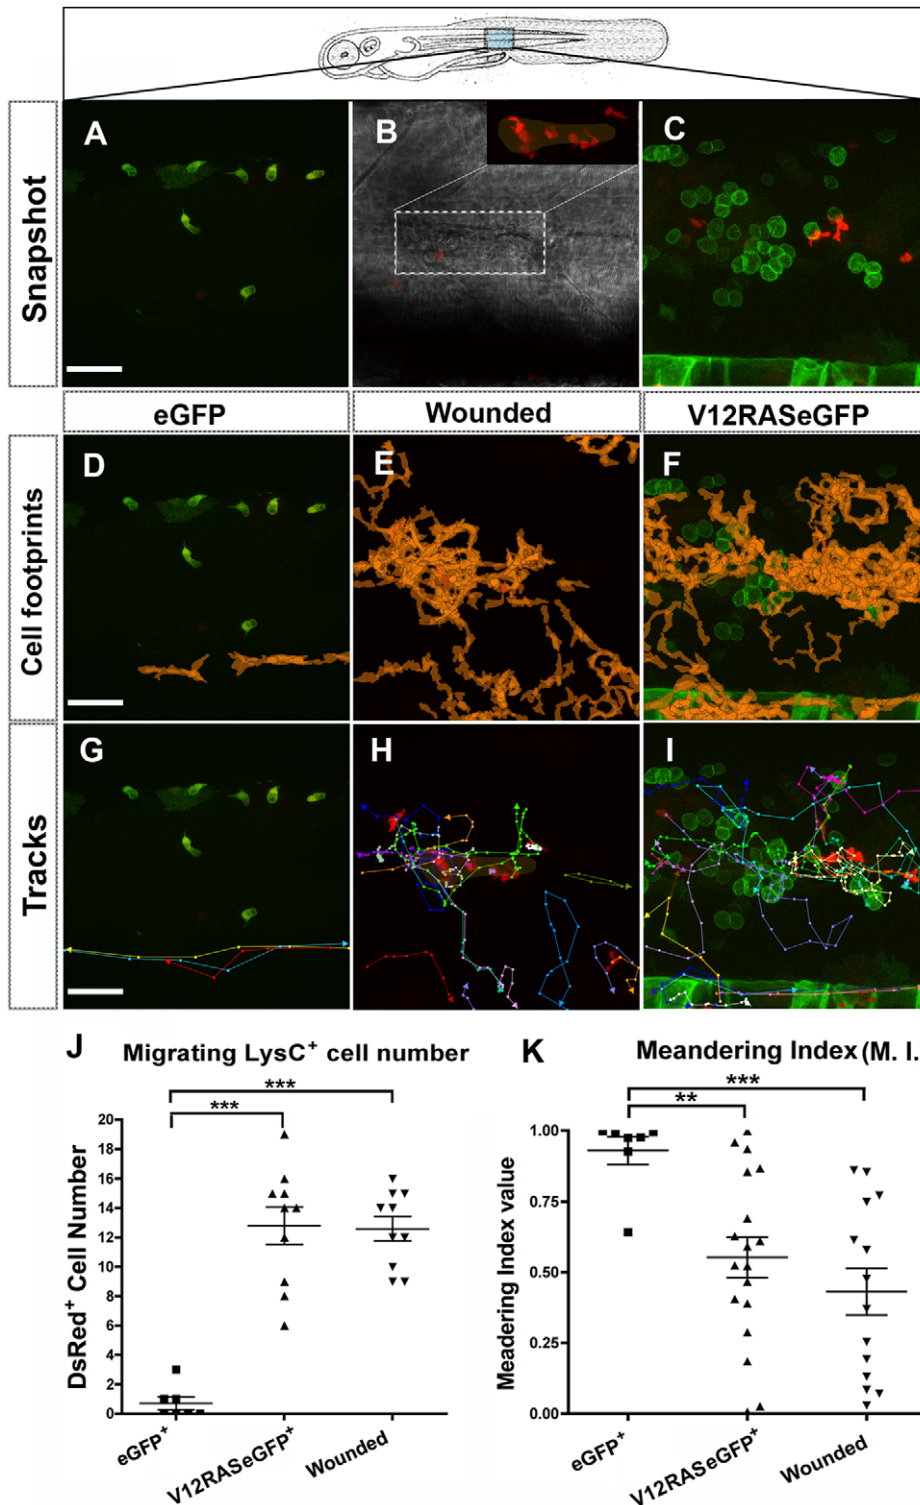 Snapshot
A
B
C
eGFP
Wounded
V12RASeGFP
Cell footprints
D
E
F
Tracks
G
H
I
J
Migrating LysC+ cell number
***
***
DsRed+ Cell Number
20
18
16
14
12
10
8
6
4
2
0
eGFP+
V12RASeGFP+
Wounded
K
Meandering Index (M. I.)
***
**
Meadering Index value
1.00
0.75
0.50
0.25
0.00
eGFP+
V12RASeGFP+
Wounded